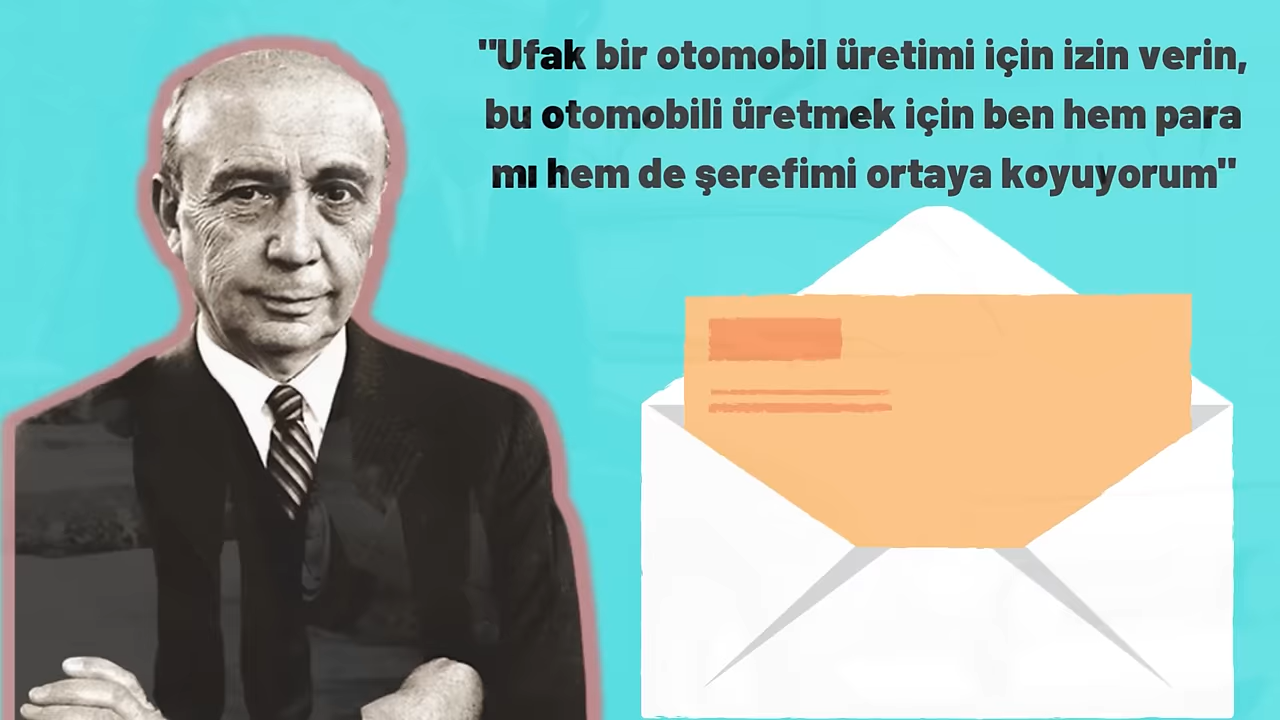 "Ufak bir otomobil üretimi için izin verin,
bu otomobili üretmek için ben hem para
mı hem de şerefimi ortaya koyuyorum"